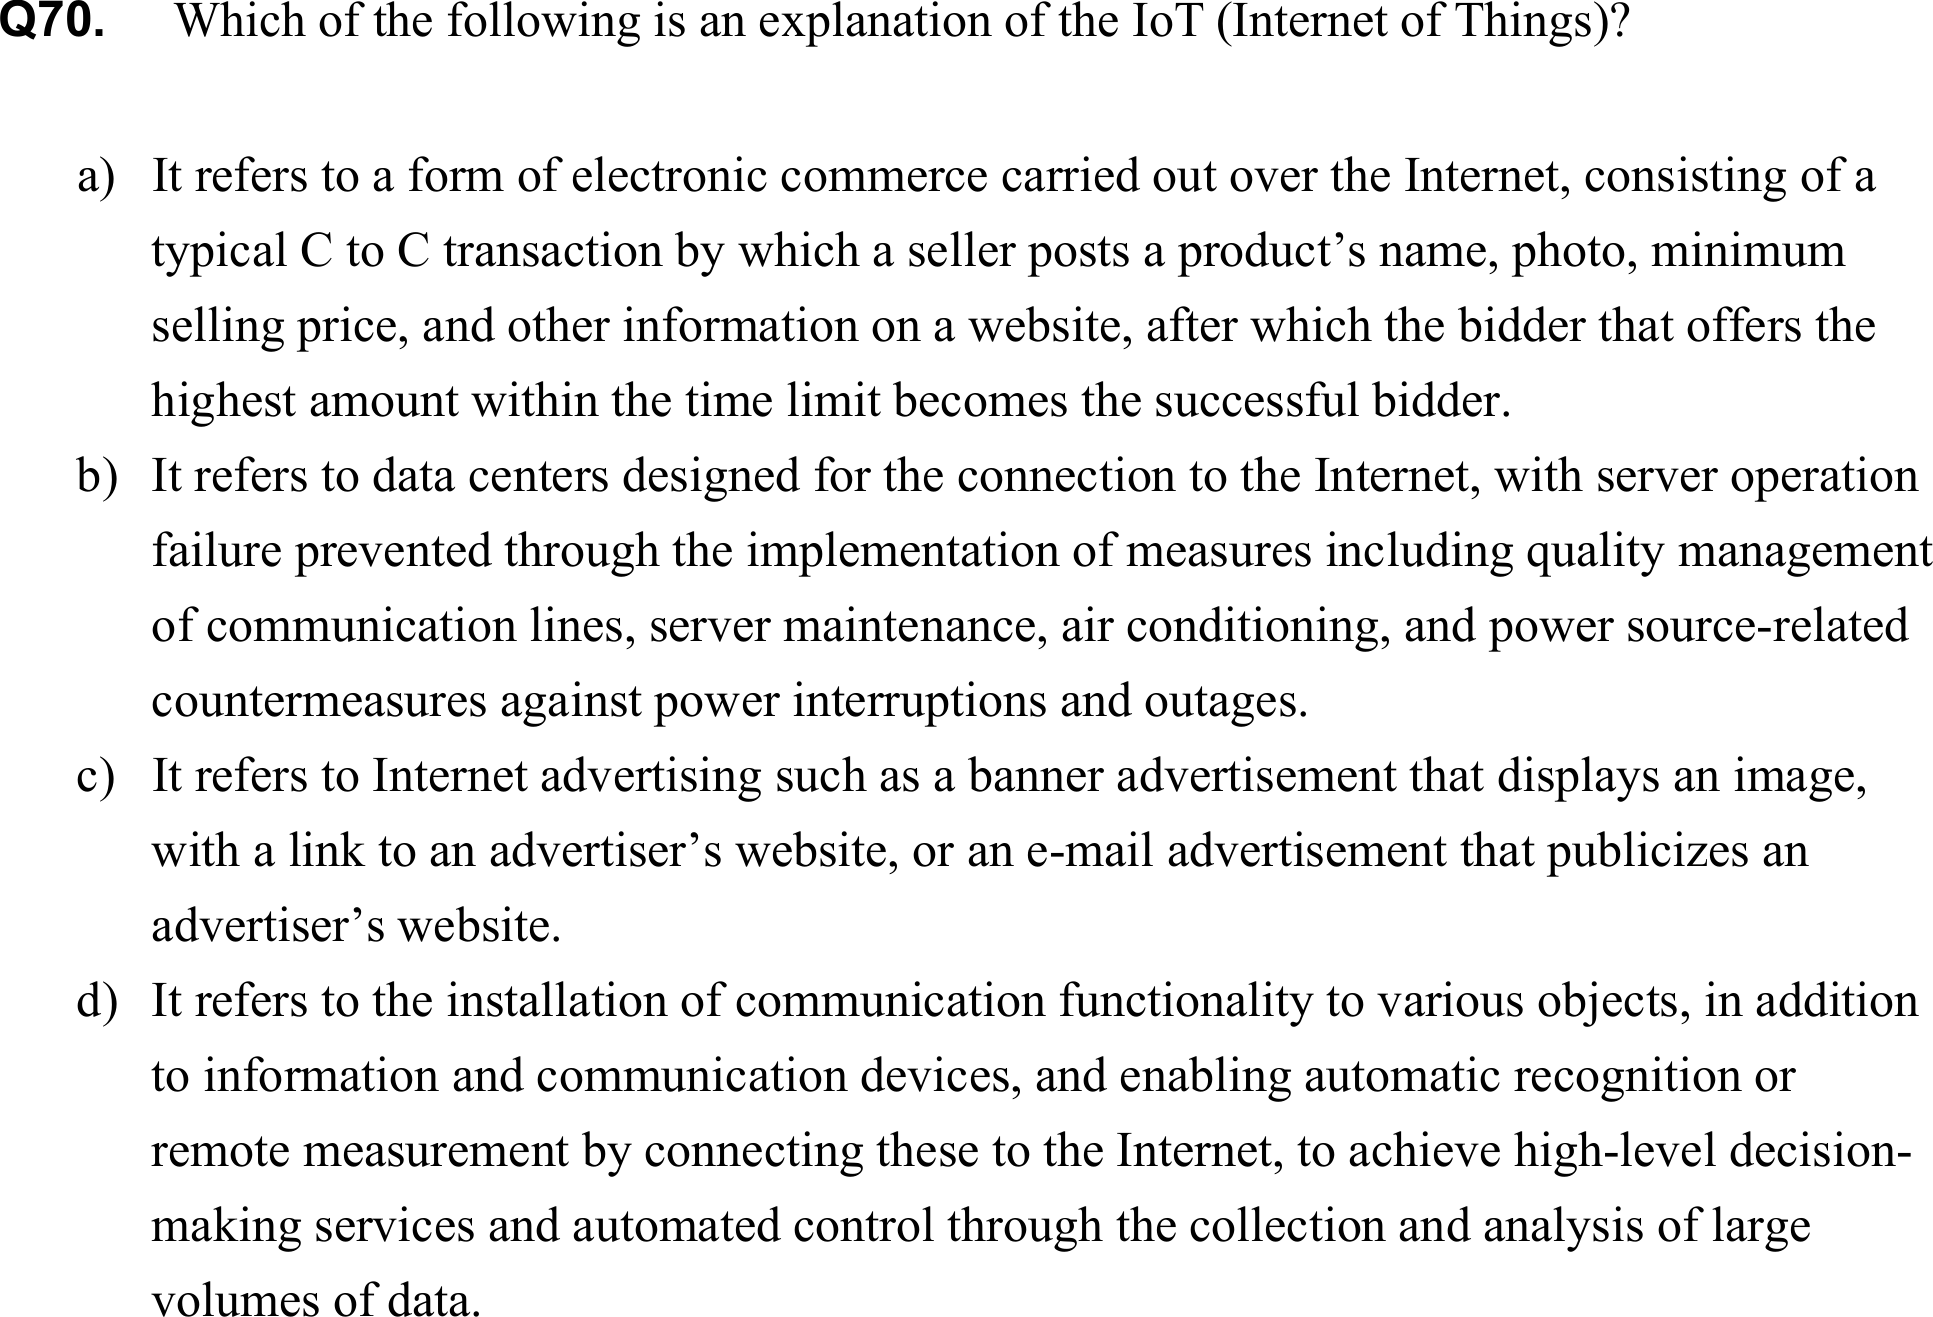 Q70. Which of the following is an explanation of the IoT (Internet of Things)?
a) It refers to a form of electronic commerce carried out over the Internet, consisting of a
typical C to C transaction by which a seller posts a product’s name, photo, minimum
selling price, and other information on a website, after which the bidder that offers the
highest amount within the time limit becomes the successful bidder.
b) It refers to data centers designed for the connection to the Internet, with server operation
failure prevented through the implementation of measures including quality management
of communication lines, server maintenance, air conditioning, and power source-related
countermeasures against power interruptions and outages.
c) It refers to Internet advertising such as a banner advertisement that displays an image,
with a link to an advertiser’s website, or an e-mail advertisement that publicizes an
advertiser’s website.
d) It refers to the installation of communication functionality to various objects, in addition
to information and communication devices, and enabling automatic recognition or
remote measurement by connecting these to the Internet, to achieve high-level decision-
making services and automated control through the collection and analysis of large
volumes of data.